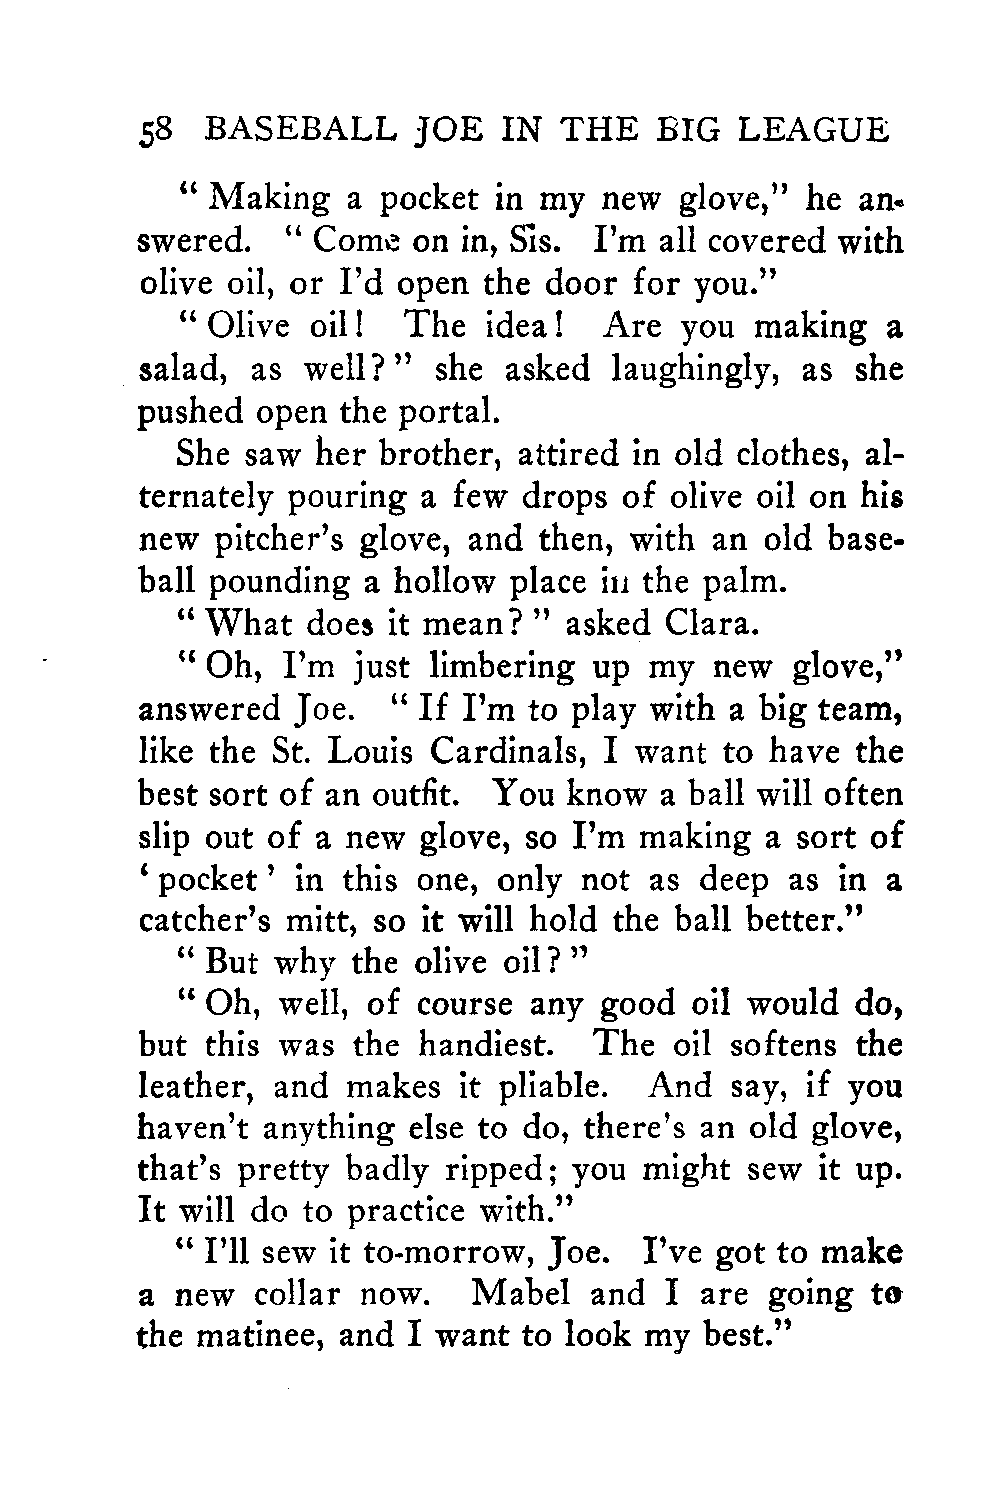 58 BASEBALL JOE IN THE BIG LEAGUE
“ Making a pocket in my new glove,” he an-
swered. “ Come on in, Sis. I’m all covered with
olive oil, or I’d open the door for you.”
“ Olive oil! The idea! Are you making a
salad, as well? ” she asked laughingly, as she
pushed open the portal.
She saw her brother, attired in old clothes, al-
ternately pouring a few drops of olive oil on his
new pitcher’s glove, and then, with an old base-
ball pounding a hollow place in the palm.
“ What does it mean? ” asked Clara.
“ Oh, I’m just limbering up my new glove,”
answered Joe. “ If I’m to play with a big team,
like the St. Louis Cardinals, I want to have the
best sort of an outfit. You know a ball will often
slip out of a new glove, so I’m making a sort of
‘ pocket ’ in this one, only not as deep as in a
catcher’s mitt, so it will hold the ball better.”
“ But why the olive oil? ”
“ Oh, well, of course any good oil would do,
but this was the handiest. The oil softens the
leather, and makes it pliable. And say, if you
haven’t anything else to do, there’s an old glove,
that’s pretty badly ripped; you might sew it up.
It will do to practice with.”
“ I’ll sew it to-morrow, Joe. I’ve got to make
a new collar now. Mabel and I are going to
the matinee, and I want to look my best.”